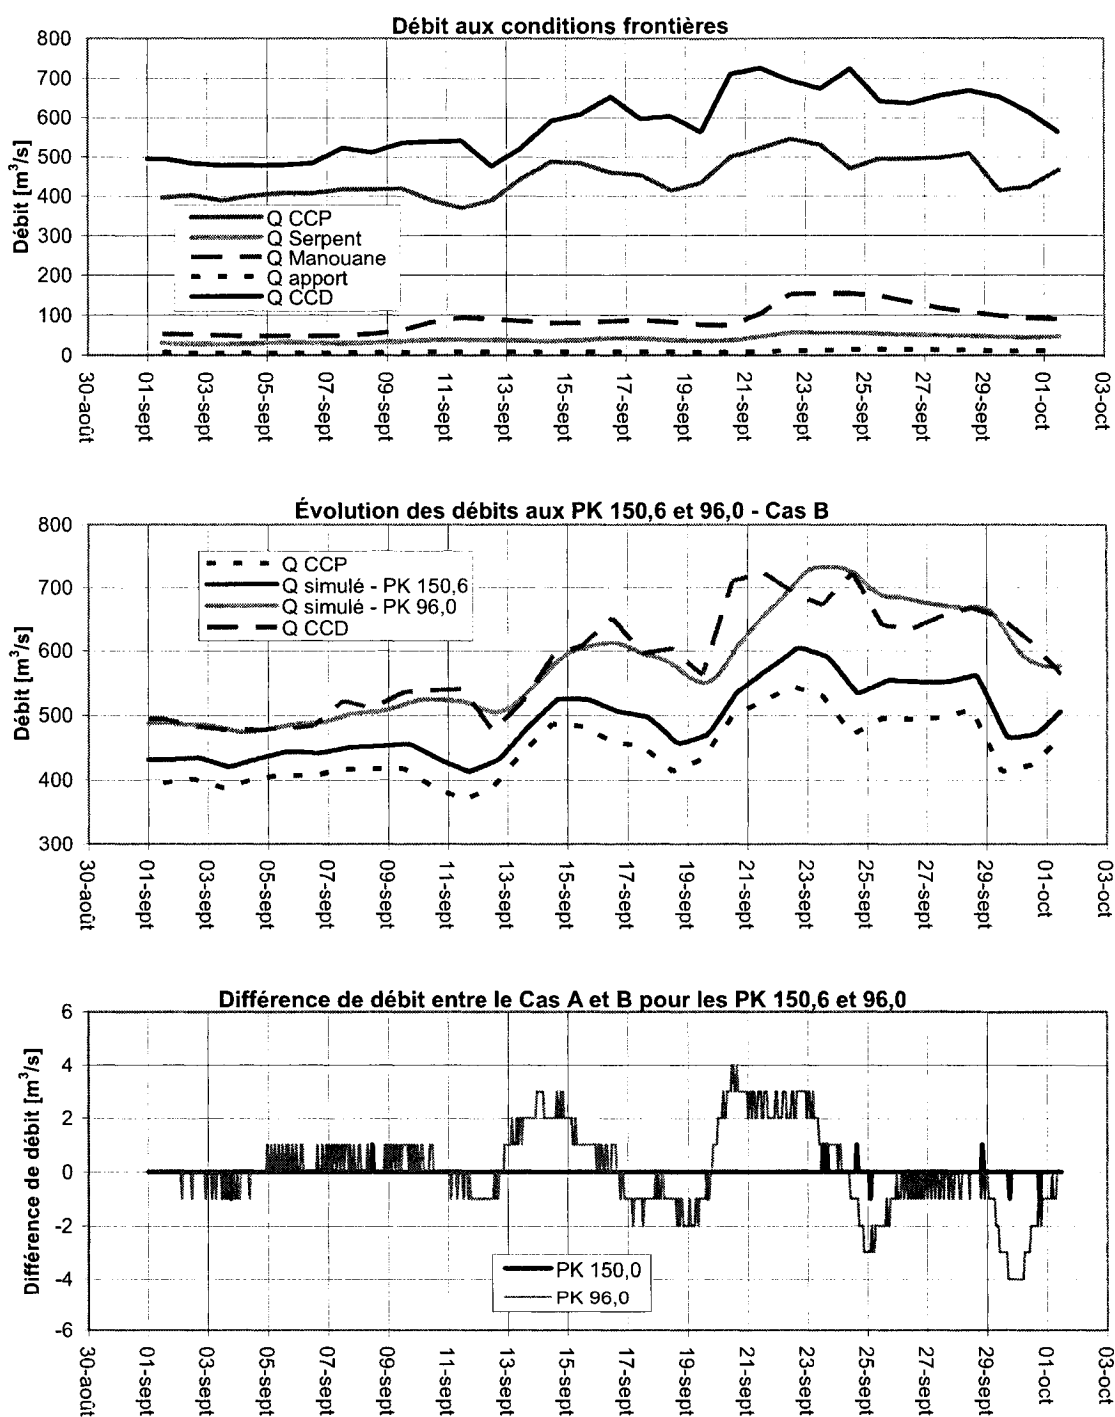 Débit aux conditions frontières
Débit [m³/s]
800
700
600
500
400
300
200
100
0
Q CCP
Q Serpent
Q Manouane
Q apport
Q CCD
30-août
01-sept
03-sept
05-sept
07-sept
09-sept
11-sept
13-sept
15-sept
17-sept
19-sept
21-sept
23-sept
25-sept
27-sept
29-sept
01-oct
03-oct
Évolution des débits aux PK 150,6 et 96,0 - Cas B
Débit [m³/s]
800
700
600
500
400
300
Q CCP
Q simulé - PK 150,6
Q simulé - PK 96,0
Q CCD
30-août
01-sept
03-sept
05-sept
07-sept
09-sept
11-sept
13-sept
15-sept
17-sept
19-sept
21-sept
23-sept
25-sept
27-sept
29-sept
01-oct
03-oct
Différence de débit entre le Cas A et B pour les PK 150,6 et 96,0
Différence de débit [m³/s]
6
4
2
0
-2
-4
-6
PK 150,0
PK 96,0
30-août
01-sept
03-sept
05-sept
07-sept
09-sept
11-sept
13-sept
15-sept
17-sept
19-sept
21-sept
23-sept
25-sept
27-sept
29-sept
01-oct
03-oct